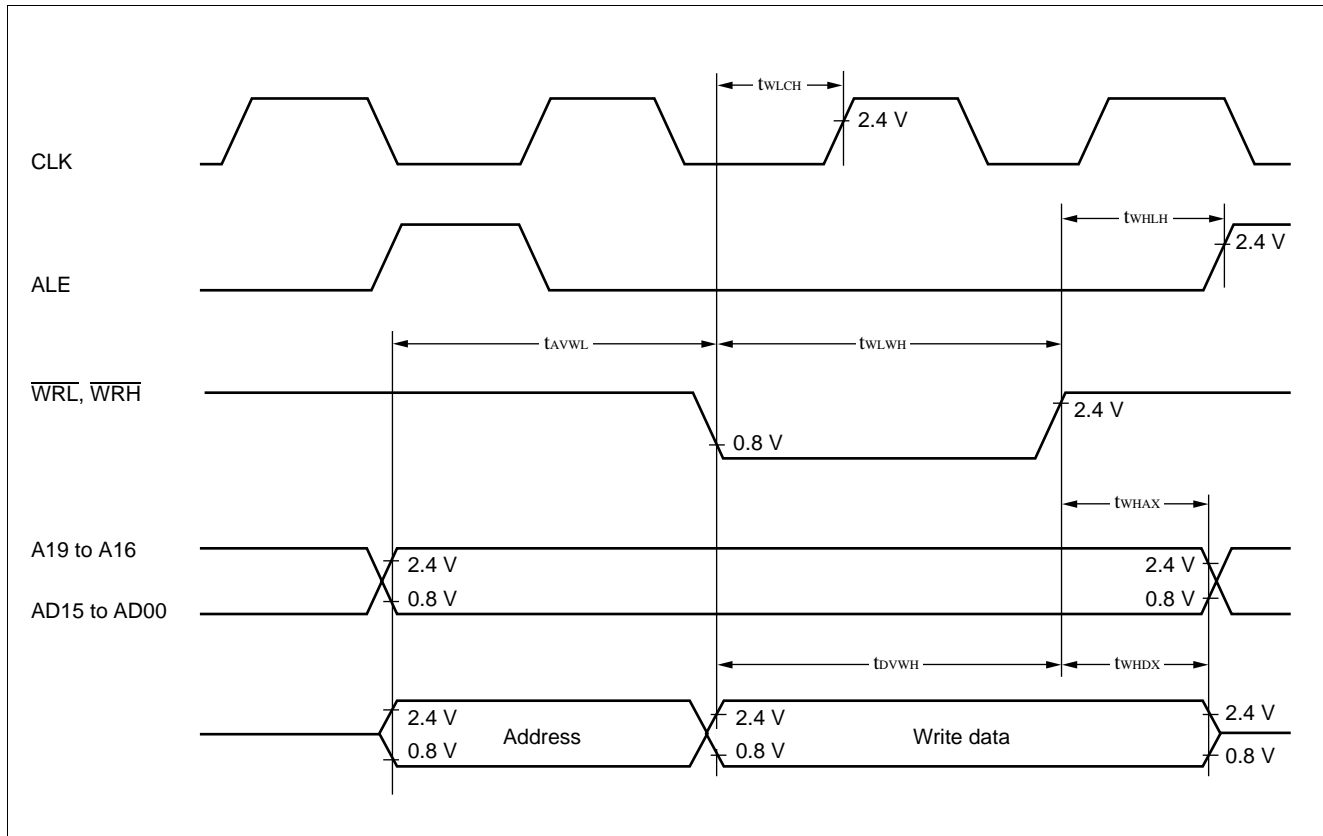 tWLCH
2.4 V
CLK
tWHLH
2.4 V
ALE
tAVWL
tWLWH
WRL, WRH
2.4 V
0.8 V
tWHAX
A19 to A16
2.4 V
2.4 V
0.8 V
0.8 V
AD15 to AD00
tDVWH
tWHDX
2.4 V
2.4 V
2.4 V
Address
Write data
0.8 V
0.8 V
0.8 V